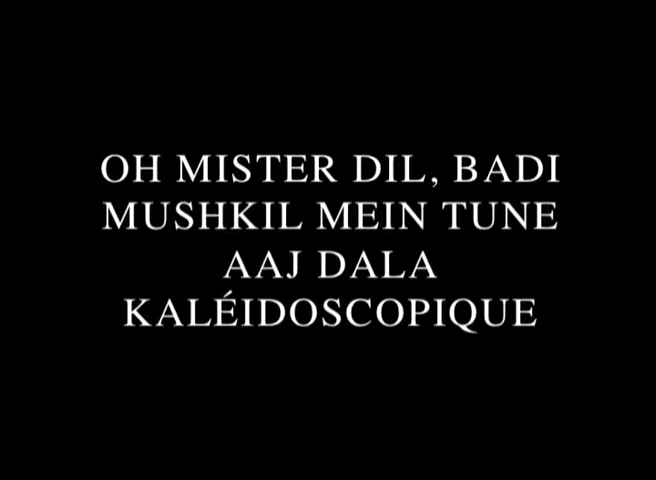 OH MISTER DIL, BADI
MUSHKIL MEIN TUNE
AAJ DALA
KALÉIDOSCOPIQUE